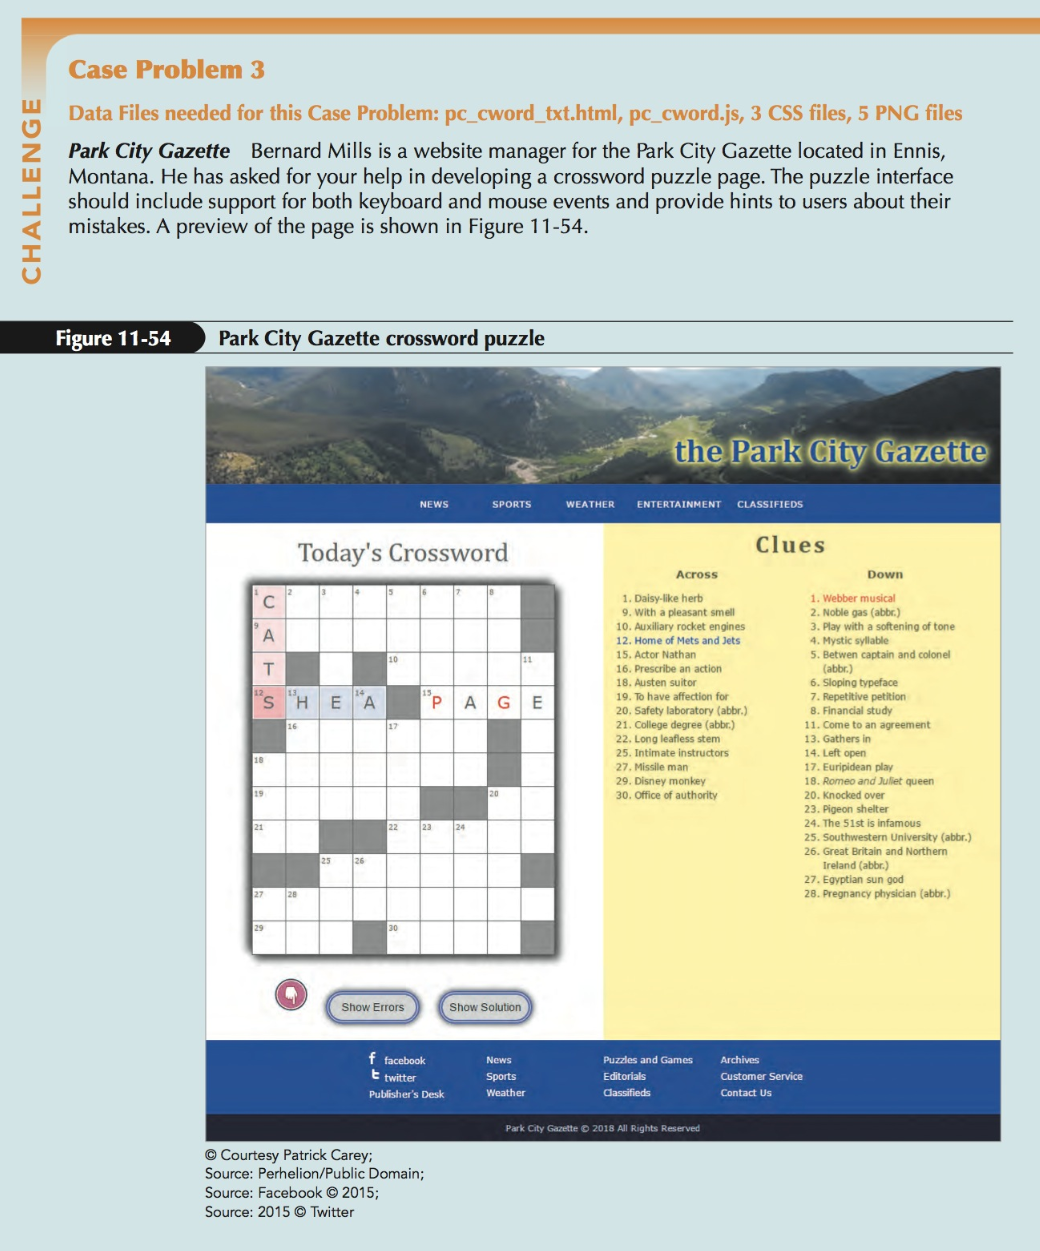 CHALLENGE
Case Problem 3
Data Files needed for this Case Problem: pc_cword_txt.html, pc_cword.js, 3 CSS files, 5 PNG files
Park City Gazette Bernard Mills is a website manager for the Park City Gazette located in Ennis,
Montana. He has asked for your help in developing a crossword puzzle page. The puzzle interface
should include support for both keyboard and mouse events and provide hints to users about their
mistakes. A preview of the page is shown in Figure 11-54.
Figure 11-54 Park City Gazette crossword puzzle
the Park City Gazette
NEWS SPORTS WEATHER ENTERTAINMENT CLASSIFIEDS
Today's Crossword
1 C 2 3 4 5 6 7 8
9 A
T 10 11
12 S 13 H E 14 A 15 P A G E
16 17
18
19 20
21 22 23 24
25 26
27 28
29 30
Show Errors Show Solution
Clues
Across
1. Daisy-like herb
9. With a pleasant smell
10. Auxiliary rocket engines
12. Home of Mets and Jets
15. Actor Nathan
16. Prescribe an action
18. Austen suitor
19. To have affection for
20. Safety laboratory (abbr.)
21. College degree (abbr.)
22. Long leafless stem
25. Intimate instructors
27. Missile man
29. Disney monkey
30. Office of authority
Down
1. Webber musical
2. Noble gas (abbr.)
3. Play with a softening of tone
4. Mystic syllable
5. Betwen captain and colonel
(abbr.)
6. Sloping typeface
7. Repetitive petition
8. Financial study
11. Come to an agreement
13. Gathers in
14. Left open
17. Euripidean play
18. Romeo and Juliet queen
20. Knocked over
23. Pigeon shelter
24. The 51st is infamous
25. Southwestern University (abbr.)
26. Great Britain and Northern
Ireland (abbr.)
27. Egyptian sun god
28. Pregnancy physician (abbr.)
facebook News Puzzles and Games Archives
twitter Sports Editorials Customer Service
Publisher's Desk Weather Classifieds Contact Us
Park City Gazette © 2018 All Rights Reserved
© Courtesy Patrick Carey;
Source: Perhelion/Public Domain;
Source: Facebook © 2015;
Source: 2015 © Twitter